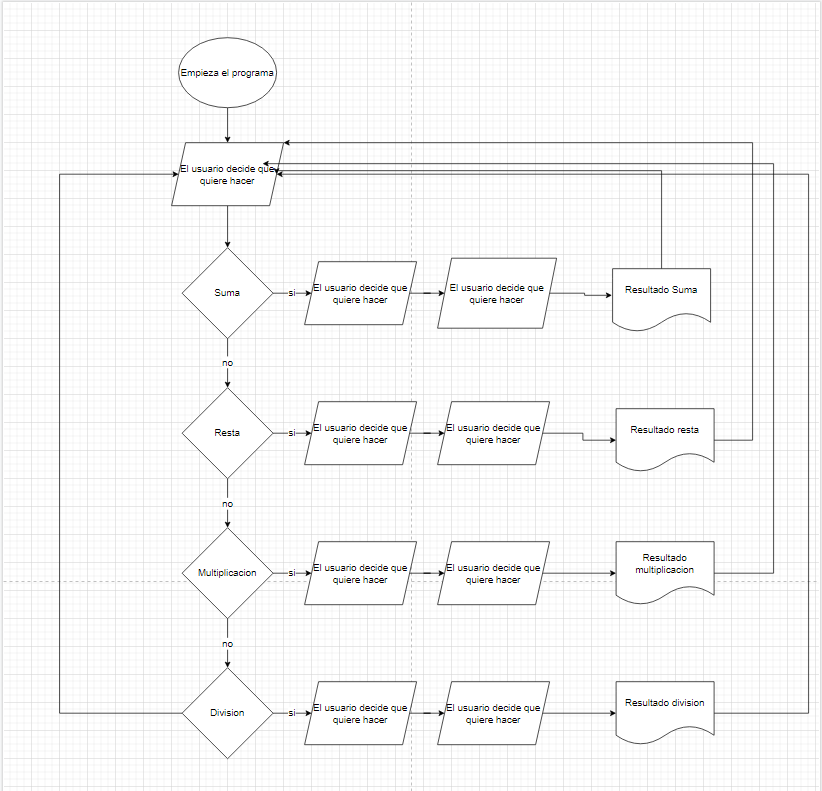 Empieza el programa
El usuario decide que
quiere hacer
Suma
si
El usuario decide que
quiere hacer
El usuario decide que
quiere hacer
Resultado Suma
no
Resta
si
El usuario decide que
quiere hacer
El usuario decide que
quiere hacer
Resultado resta
no
Multiplicacion
si
El usuario decide que
quiere hacer
El usuario decide que
quiere hacer
Resultado
multiplicacion
no
Division
si
El usuario decide que
quiere hacer
El usuario decide que
quiere hacer
Resultado division